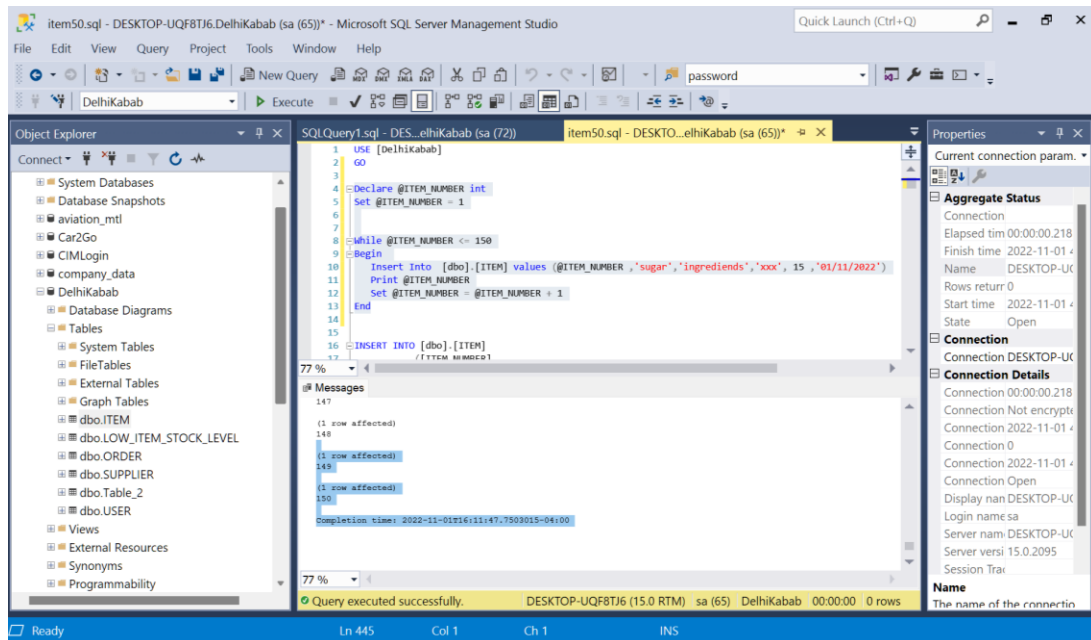 item50.sql - DESKTOP-UQF8TJ6.DelhiKabab (sa (65))* - Microsoft SQL Server Management Studio
Quick Launch (Ctrl+Q)
File Edit View Query Project Tools Window Help
New Query
password
DelhiKabab
Execute
Object Explorer
Connect
System Databases
Database Snapshots
aviation_mtl
Car2Go
CIMLogin
company_data
DelhiKabab
Database Diagrams
Tables
System Tables
FileTables
External Tables
Graph Tables
dbo.ITEM
dbo.LOW_ITEM_STOCK_LEVEL
dbo.ORDER
dbo.SUPPLIER
dbo.Table_2
dbo.USER
Views
External Resources
Synonyms
Programmability
SQLQuery1.sql - DES...elhiKabab (sa (72))
item50.sql - DESKTO...elhiKabab (sa (65))*
1 USE [DelhiKabab]
2 GO
3
4 Declare @ITEM_NUMBER int
5 Set @ITEM_NUMBER = 1
6
7
8 While @ITEM_NUMBER <= 150
9 Begin
10 Insert Into [dbo].[ITEM] values (@ITEM_NUMBER ,'sugar','ingrediends','xxx', 15 ,'01/11/2022')
11 Print @ITEM_NUMBER
12 Set @ITEM_NUMBER = @ITEM_NUMBER + 1
13 End
14
15
16 INSERT INTO [dbo].[ITEM]
17 ([ITEM_NUMBER]
77 %
Messages
147
(1 row affected)
148
(1 row affected)
149
(1 row affected)
150
Completion time: 2022-11-01T16:11:47.7503015-04:00
77 %
Query executed successfully.
DESKTOP-UQF8TJ6 (15.0 RTM) sa (65) DelhiKabab 00:00:00 0 rows
Properties
Current connection param.
Aggregate Status
Connection
Elapsed tim 00:00:00.218
Finish time 2022-11-01 4
Name DESKTOP-UQ
Rows returr 0
Start time 2022-11-01 4
State Open
Connection
Connection DESKTOP-UQ
Connection Details
Connection 00:00:00.218
Connection Not encrypte
Connection 2022-11-01 4
Connection 0
Connection 2022-11-01 4
Connection Open
Display nan DESKTOP-UQ
Login name sa
Server nam DESKTOP-UQ
Server versi 15.0.2095
Session Trac
Name
The name of the connectio
Ready
Ln 445 Col 1 Ch 1 INS